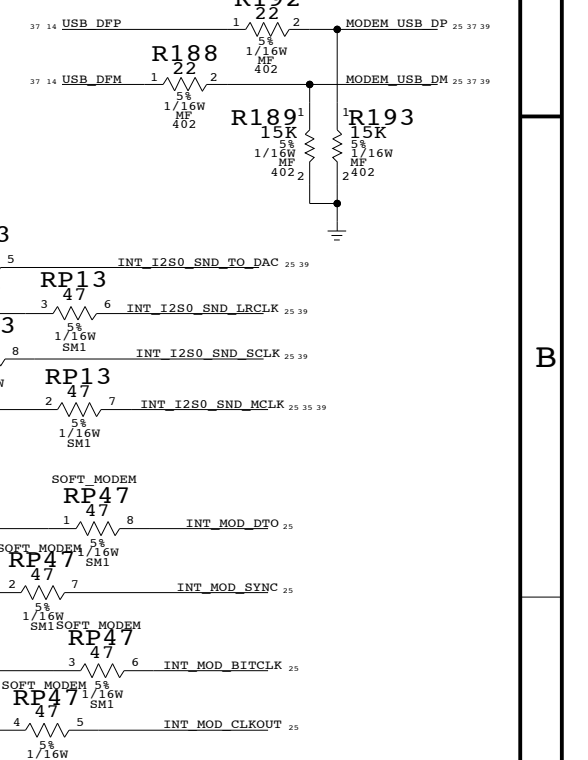 R192
22
37 14 USB_DFP 1 2 MODEM_USB_DP 25 37 39
5%
1/16W
MF
402
R188
22
37 14 USB_DFM 1 2 MODEM_USB_DM 25 37 39
5%
1/16W
MF
402
R189 1
15K
5%
1/16W
MF
402 2
1 R193
15K
5%
1/16W
MF
2 402
3
5 INT_I2S0_SND_TO_DAC 25 39
RP13
47
3 6 INT_I2S0_SND_LRCLK 25 39
5%
1/16W
SM1
3
8 INT_I2S0_SND_SCLK 25 39
W
B
RP13
47
2 7 INT_I2S0_SND_MCLK 25 35 39
5%
1/16W
SM1
SOFT_MODEM
RP47
47
1 8 INT_MOD_DTO 25
5%
1/16W
SM1
SOFT_MODEM
RP47
47
2 7 INT_MOD_SYNC 25
5%
1/16W
SM1
SOFT_MODEM
RP47
47
3 6 INT_MOD_BITCLK 25
5%
1/16W
SM1
SOFT_MODEM
RP47
47
4 5 INT_MOD_CLKOUT 25
5%
1/16W